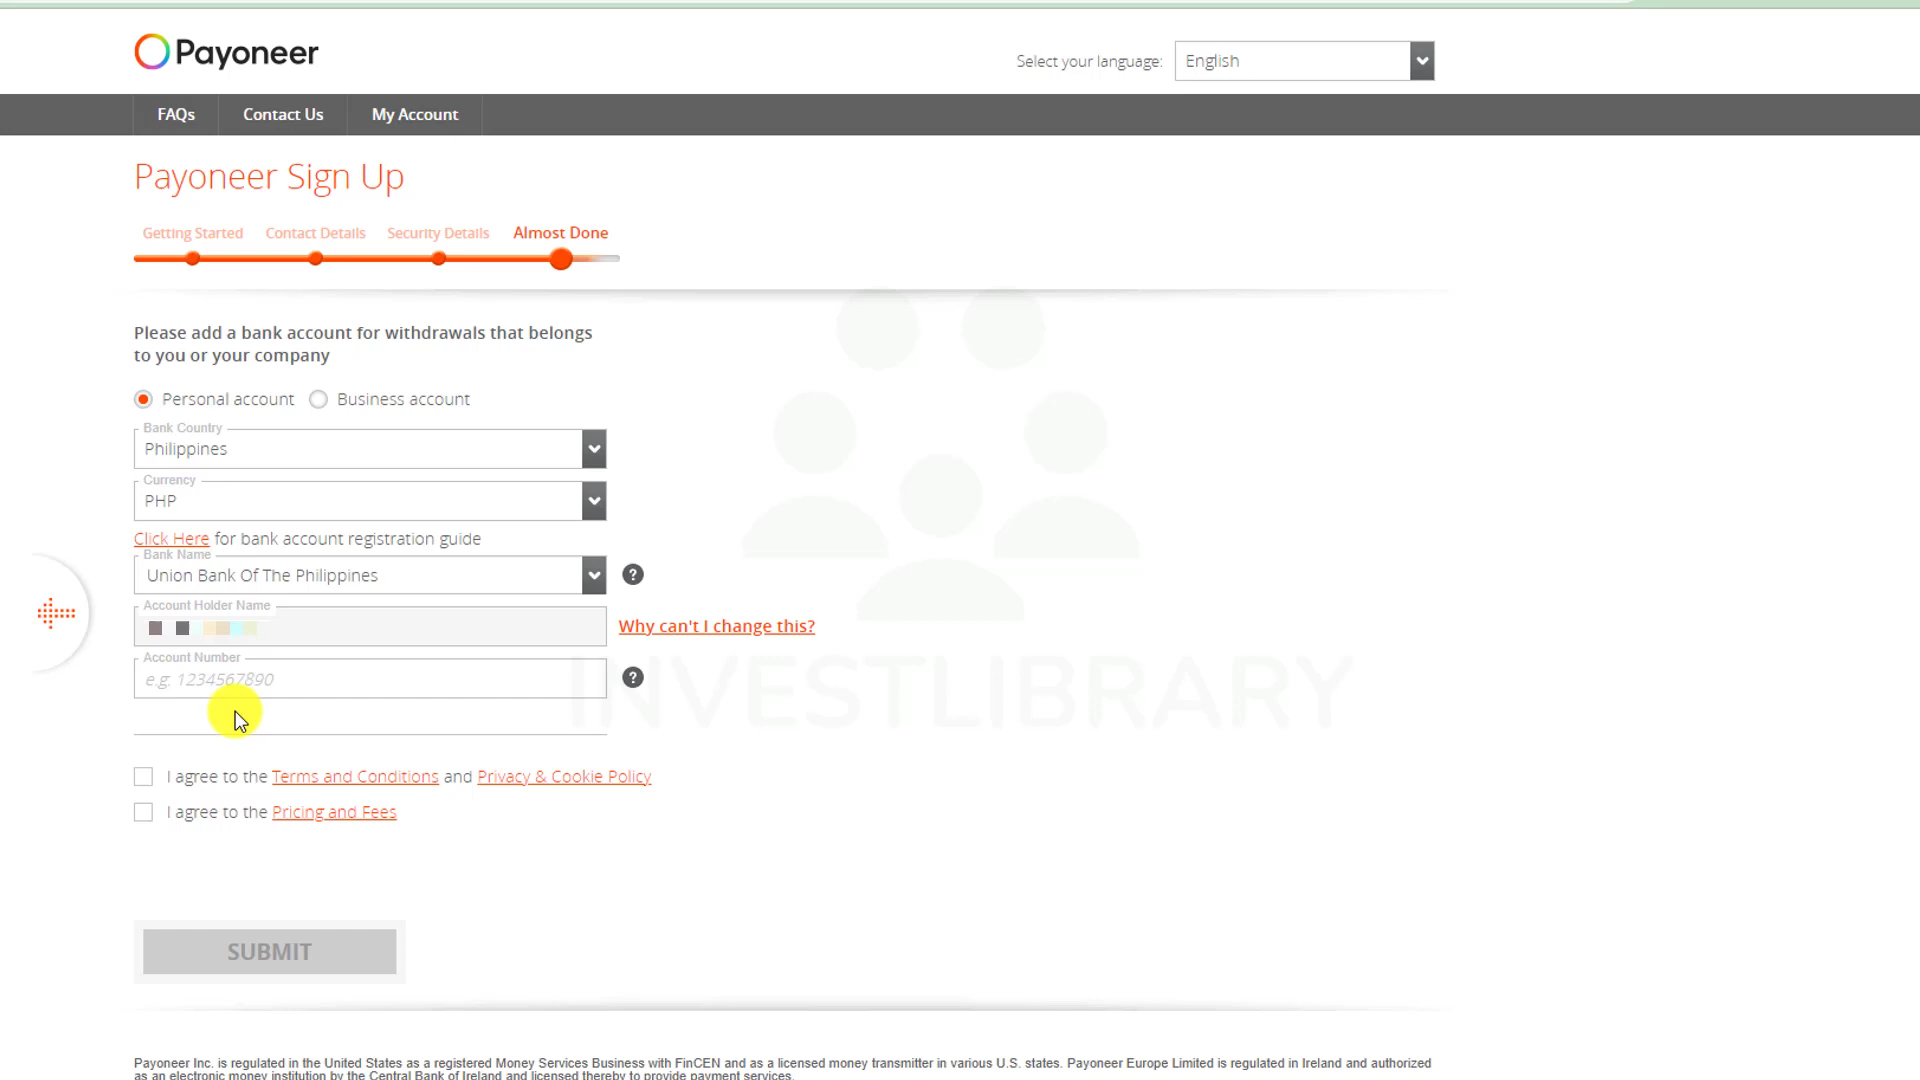 Payoneer
Select your language: English
FAQs Contact Us My Account
Payoneer Sign Up
Getting Started Contact Details Security Details Almost Done
Please add a bank account for withdrawals that belongs
to you or your company
Personal account Business account
Bank Country
Philippines
Currency
PHP
Click Here for bank account registration guide
Bank Name
Union Bank Of The Philippines ?
Account Holder Name
Why can't I change this?
Account Number
e.g: 1234567890 ?
INVESTLIBRARY
I agree to the Terms and Conditions and Privacy & Cookie Policy
I agree to the Pricing and Fees
SUBMIT
Payoneer Inc. is regulated in the United States as a registered Money Services Business with FinCEN and as a licensed money transmitter in various U.S. states. Payoneer Europe Limited is regulated in Ireland and authorized
as an electronic money institution by the Central Bank of Ireland and licensed thereby to provide payment services.